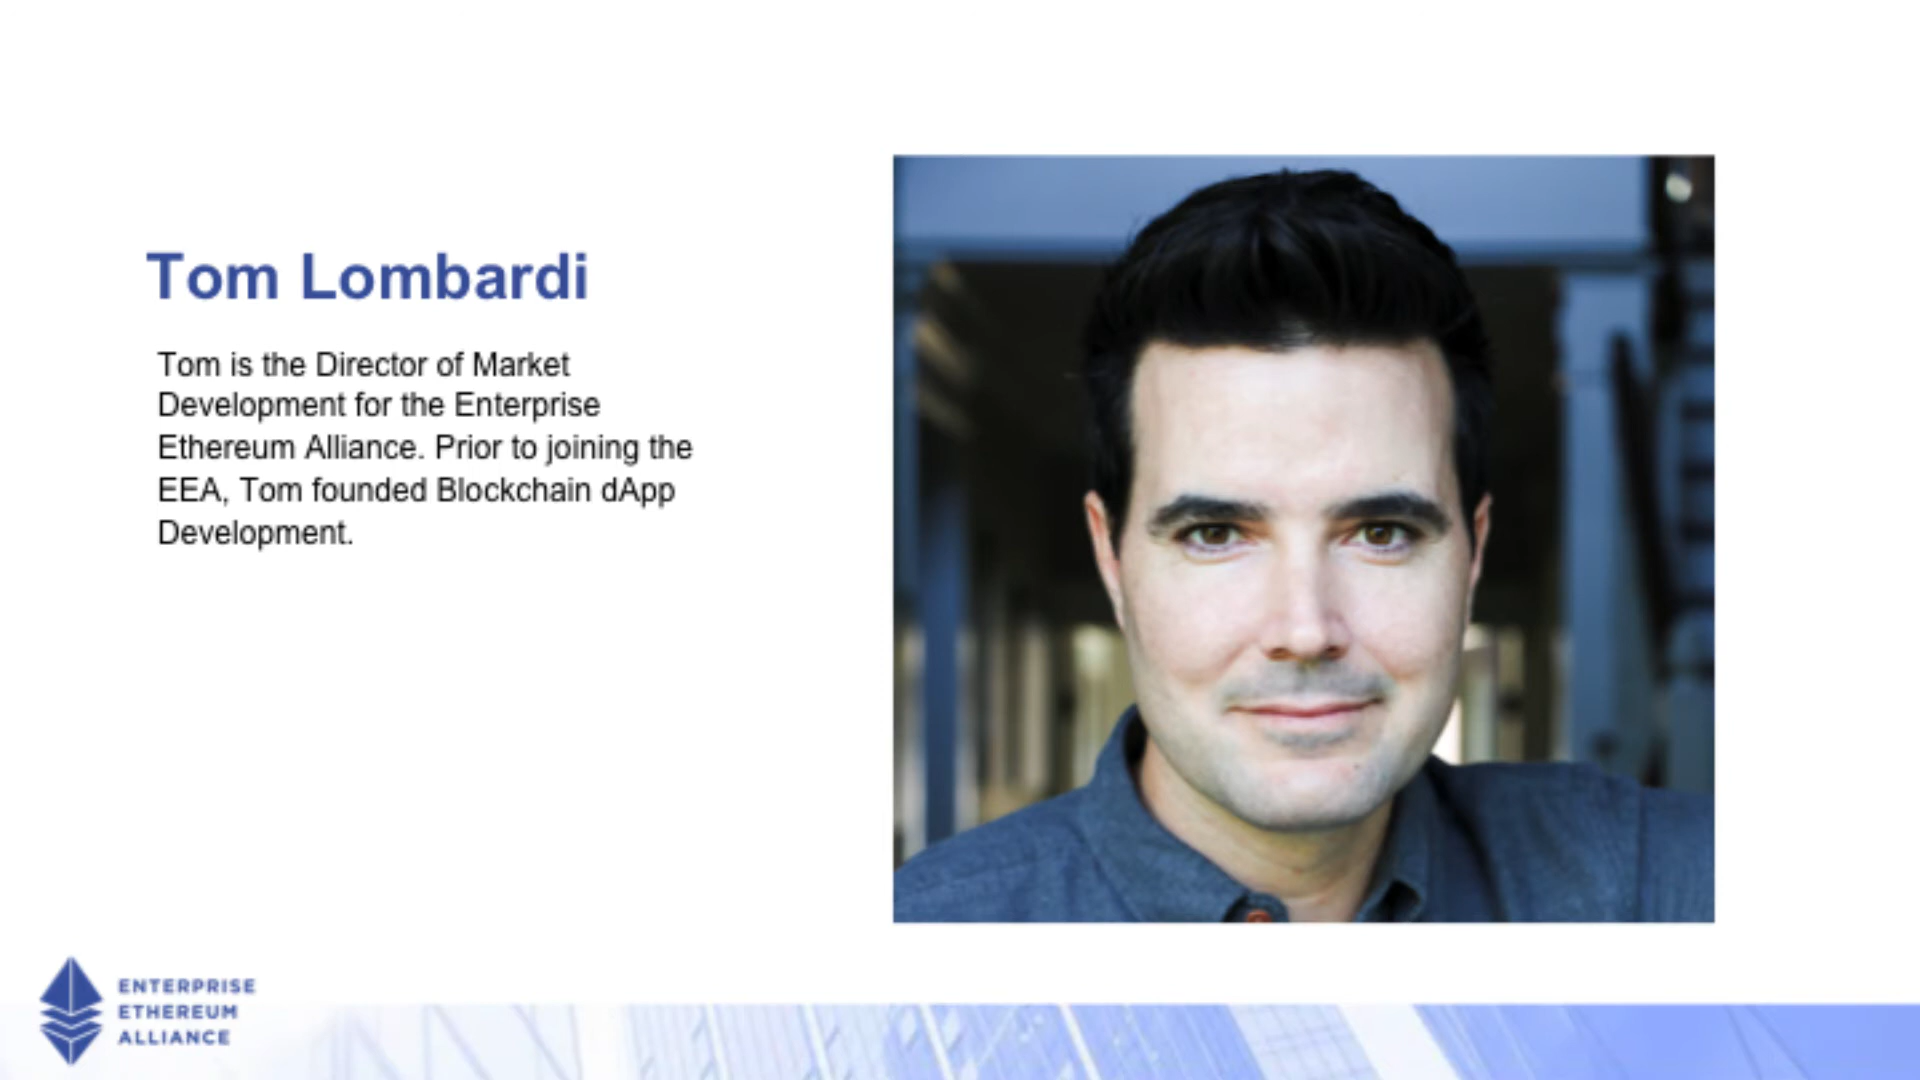 Tom Lombardi
Tom is the Director of Market
Development for the Enterprise
Ethereum Alliance. Prior to joining the
EEA, Tom founded Blockchain dApp
Development.
ENTERPRISE
ETHEREUM
ALLIANCE